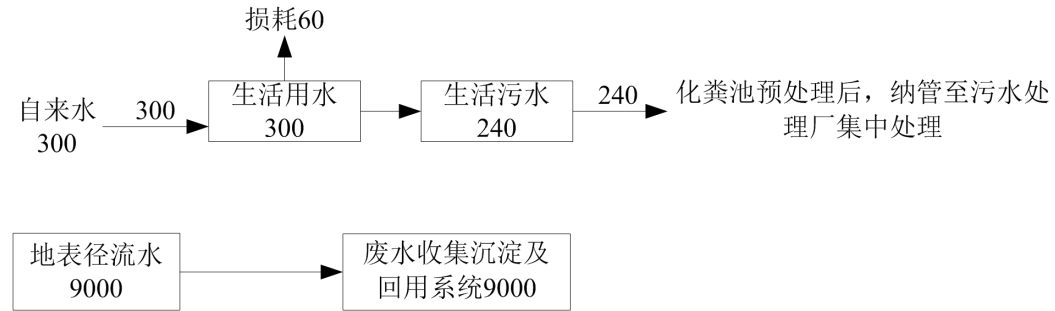 损耗60
自来水
300
300
生活用水
300
生活污水
240
240
化粪池预处理后，纳管至污水处
理厂集中处理
地表径流水
9000
废水收集沉淀及
回用系统9000